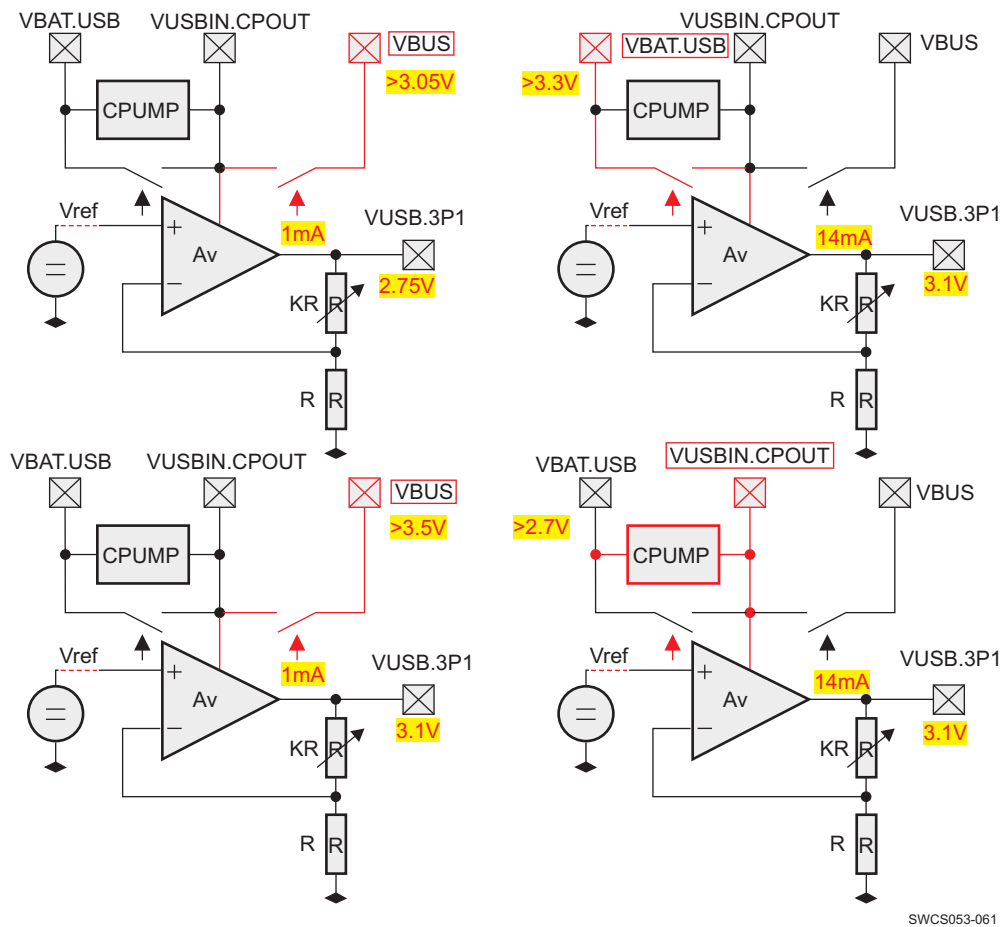 VBAT.USB
VUSBIN.CPOUT
VBUS
>3.05V
CPUMP
Vref
+
Av
−
1mA
VUSB.3P1
2.75V
KR
R
R
R
VUSBIN.CPOUT
VBAT.USB
VBUS
>3.3V
CPUMP
Vref
+
Av
−
14mA
VUSB.3P1
3.1V
KR
R
R
R
VBAT.USB
VUSBIN.CPOUT
VBUS
>3.5V
CPUMP
Vref
+
Av
−
1mA
VUSB.3P1
3.1V
KR
R
R
R
VUSBIN.CPOUT
VBAT.USB
VBUS
>2.7V
CPUMP
Vref
+
Av
−
14mA
VUSB.3P1
3.1V
KR
R
R
R
SWCS053-061